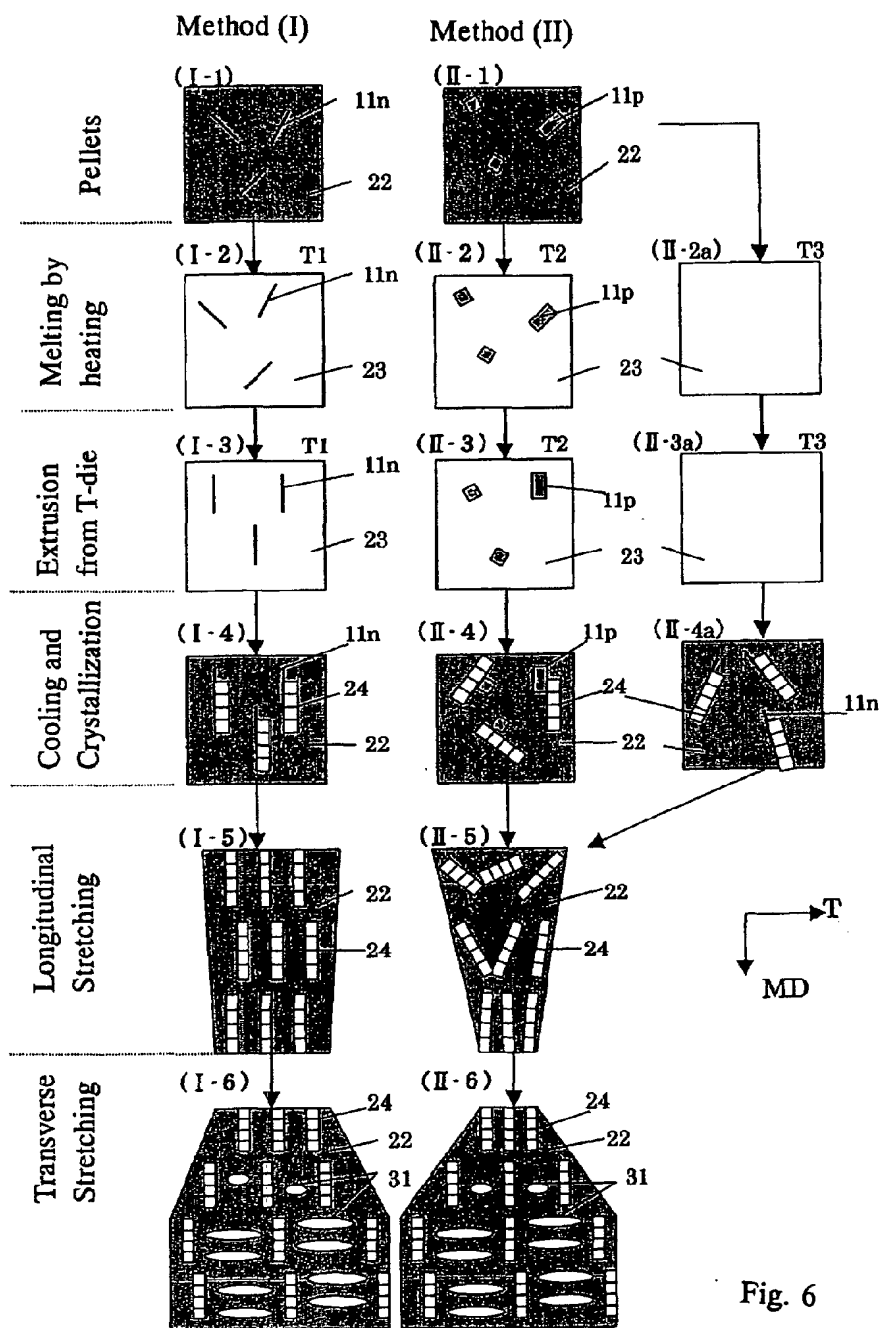 Method (I)
Method (II)
(I-1)
11n
22
(II-1)
11p
22
Pellets
(I-2)
T1
11n
23
(II-2)
T2
11p
23
(II-2a)
T3
Melting by
heating
(I-3)
T1
11n
23
(II-3)
T2
11p
23
(II-3a)
T3
Extrusion
from T-die
(I-4)
11n
24
22
(II-4)
11p
24
22
(II-4a)
11n
Cooling and
Crystallization
(I-5)
22
24
(II-5)
22
24
Longitudinal
Stretching
T
MD
(I-6)
24
22
31
(II-6)
24
22
31
Transverse
Stretching
Fig. 6